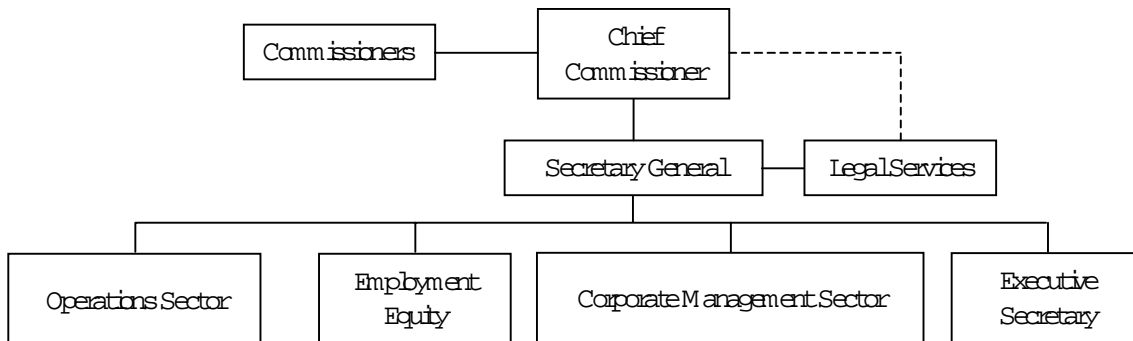 Commissioners
Chief
Commissioner
Secretary General
Legal Services
Operations Sector
Employment
Equity
Corporate Management Sector
Executive
Secretary